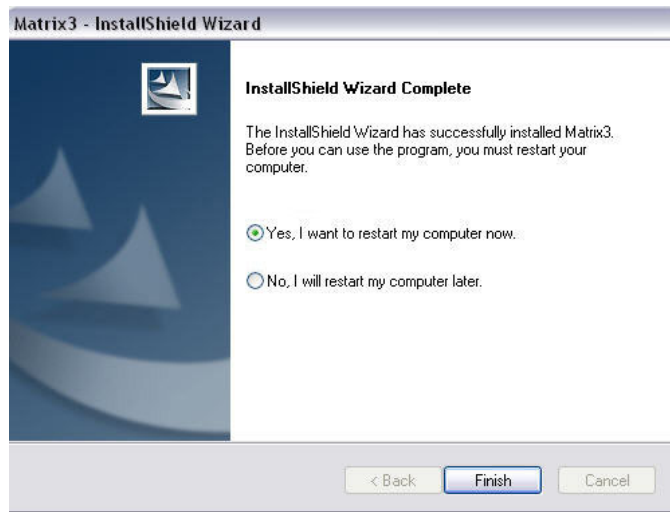 Matrix3 - InstallShield Wizard
InstallShield Wizard Complete
The InstallShield Wizard has successfully installed Matrix3.
Before you can use the program, you must restart your
computer.
Yes, I want to restart my computer now.
No, I will restart my computer later.
< Back Finish Cancel